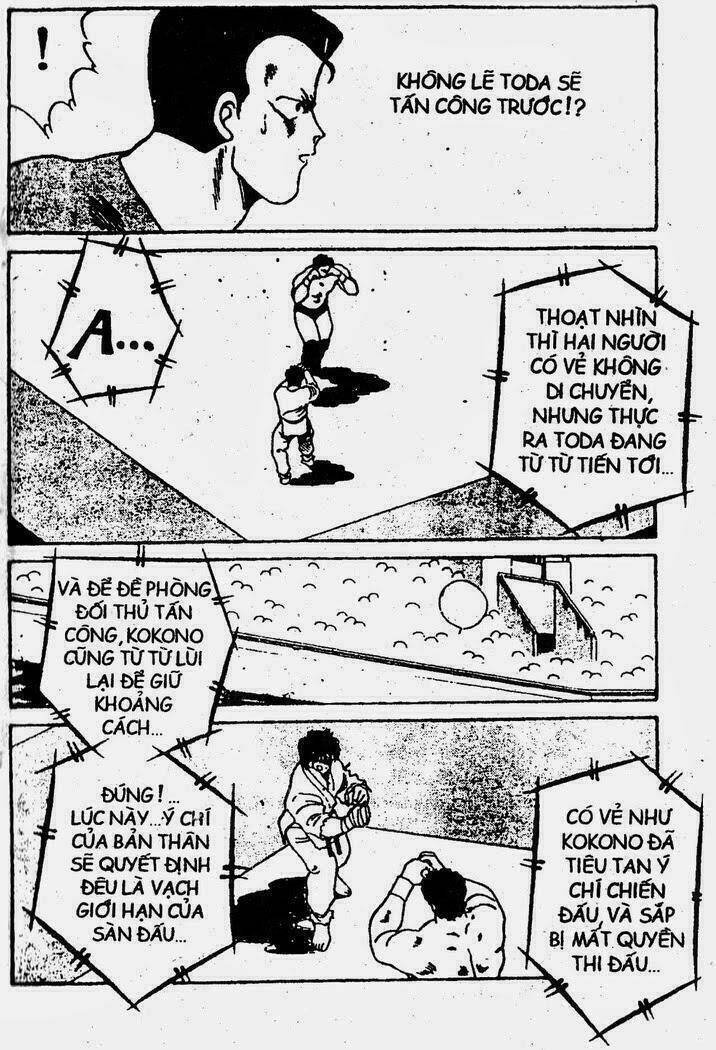 !
KHÔNG LẼ TODA SẼ
TẤN CÔNG TRƯỚC!?
A...
THOẠT NHÌN
THÌ HAI NGƯỜI
CÓ VẺ KHÔNG
DI CHUYỂN,
NHƯNG THỰC
RA TODA ĐANG
TỪ TỪ TIẾN TỚI...
VÀ ĐỂ ĐỀ PHÒNG
ĐỐI THỦ TẤN
CÔNG, KOKONO
CŨNG TỪ TỪ LÙI
LẠI ĐỂ GIỮ
KHOẢNG
CÁCH...
ĐÚNG!...
LÚC NÀY...Ý CHÍ
CỦA BẢN THÂN
SẼ QUYẾT ĐỊNH
ĐÊU LÀ VẠCH
GIỚI HẠN CỦA
SÀN ĐẤU...
CÓ VẺ NHƯ
KOKONO ĐÃ
TIÊU TAN Ý
CHÍ CHIẾN
ĐẤU, VÀ SẮP
BỊ MẤT QUYỀN
THI ĐẤU...